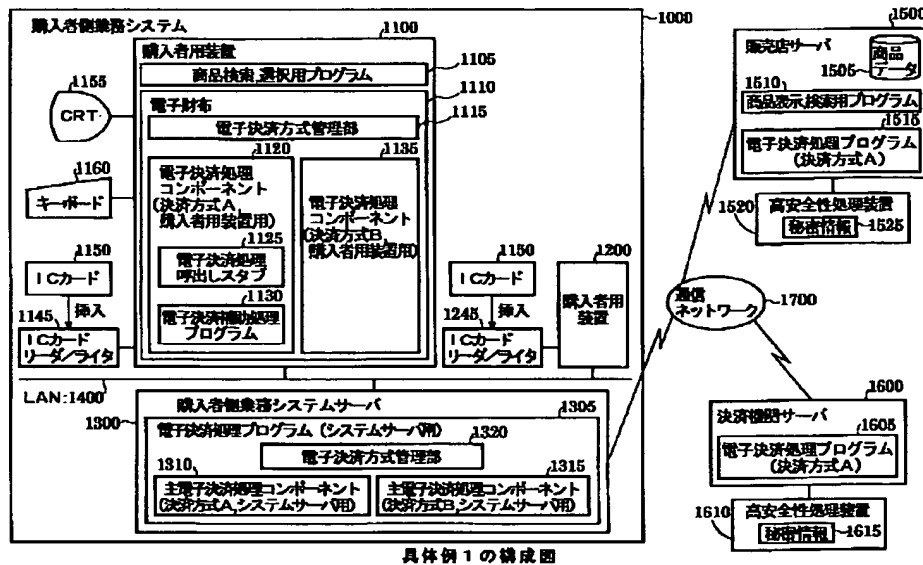 購入者側業務システム
1000
1100
購入者用装置
1105
商品検索,選択用プログラム
1110
電子財布
1115
電子決済方式管理部
1155
CRT
1160
キーボード
1120
電子決済処理
コンポーネント
(決済方式A,
購入者用装置用)
1125
電子決済処理
呼出しスタブ
1130
電子決済補助処理
プログラム
1135
電子決済処理
コンポーネント
(決済方式B,
購入者用装置用)
1150
ICカード
挿入
1145
ICカード
リーダ/ライタ
1150
ICカード
挿入
1245
ICカード
リーダ/ライタ
1200
購入者用
装置
LAN:1400
1300
購入者側業務システムサーバ
1305
電子決済処理プログラム(システムサーバ用)
1320
電子決済方式管理部
1310
主電子決済処理コンポーネント
(決済方式A,システムサーバ用)
1315
主電子決済処理コンポーネント
(決済方式B,システムサーバ用)
1500
販売店サーバ
商品
データ
1505
1510
商品表示,検索用プログラム
1515
電子決済処理プログラム
(決済方式A)
1520
高安全性処理装置
秘密情報
1525
通信
ネットワーク
1700
1600
決済機関サーバ
1605
電子決済処理プログラム
(決済方式A)
1610
高安全性処理装置
秘密情報
1615
具体例1の構成図